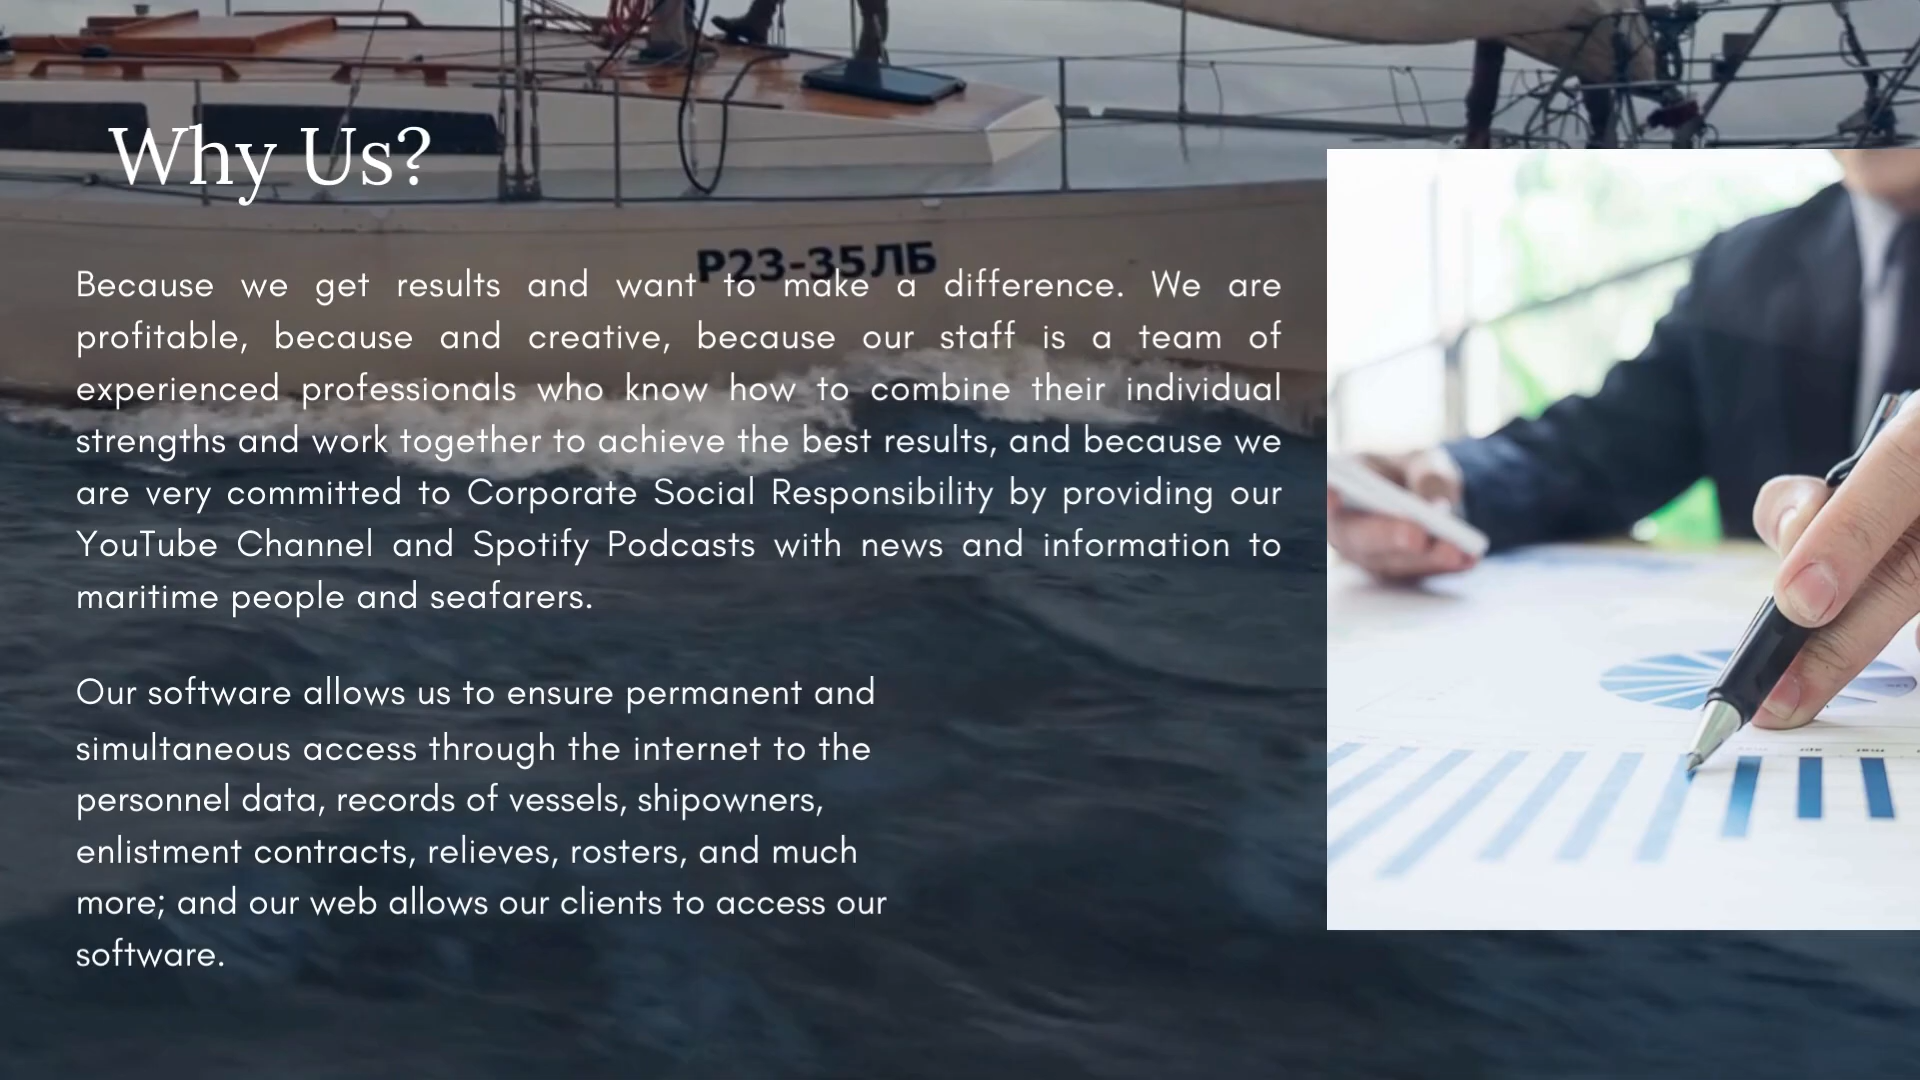 Why Us?
P23-35ЛБ
Because we get results and want to make a difference. We are
profitable, because and creative, because our staff is a team of
experienced professionals who know how to combine their individual
strengths and work together to achieve the best results, and because we
are very committed to Corporate Social Responsibility by providing our
YouTube Channel and Spotify Podcasts with news and information to
maritime people and seafarers.
Our software allows us to ensure permanent and
simultaneous access through the internet to the
personnel data, records of vessels, shipowners,
enlistment contracts, relieves, rosters, and much
more; and our web allows our clients to access our
software.